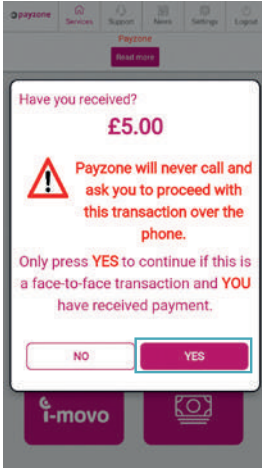 payzone
Services Support News Settings Logout
Payzone
Read more
Have you received?
£5.00
Payzone will never call and
ask you to proceed with
this transaction over the
phone.
Only press YES to continue if this is
a face-to-face transaction and YOU
have received payment.
NO YES
i-movo